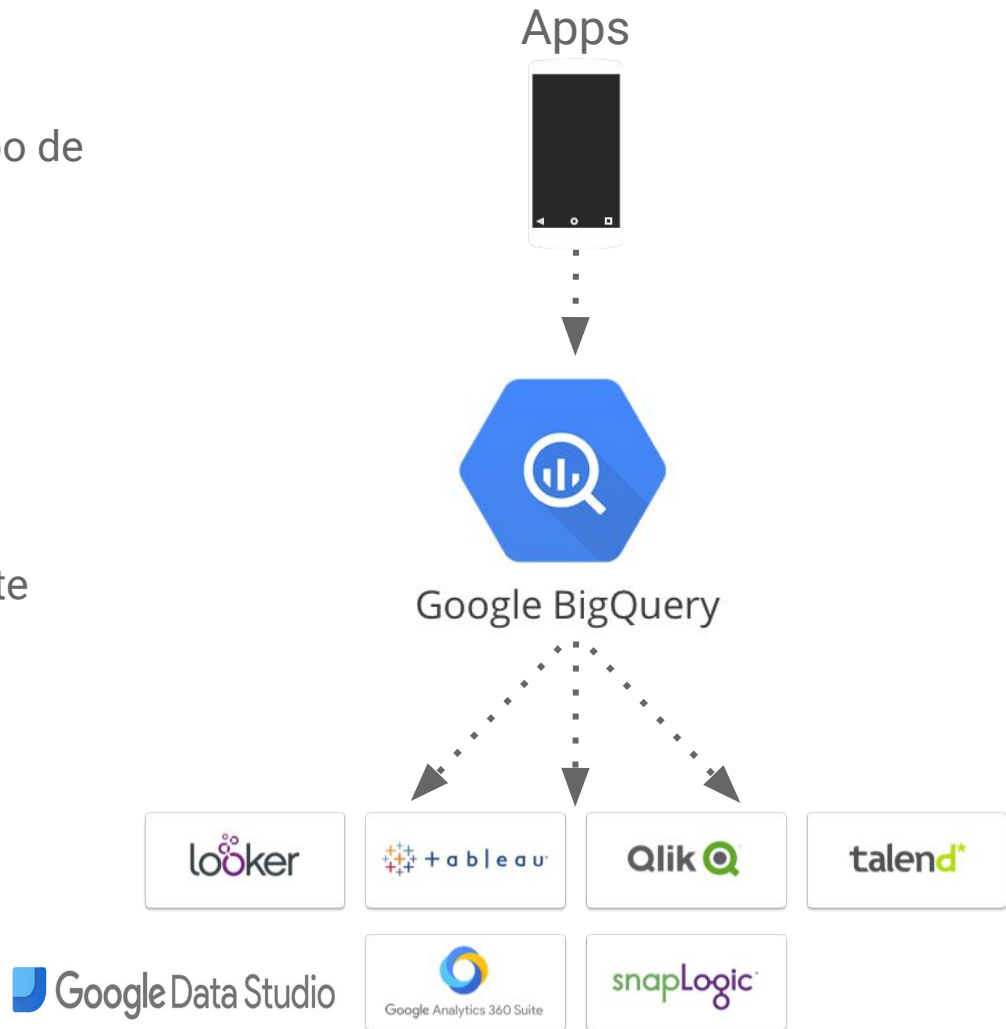 Apps
o de
te
Google BigQuery
looker
+ a b | e a u
Qlik
talend*
Google Data Studio
Google Analytics 360 Suite
snapLogic